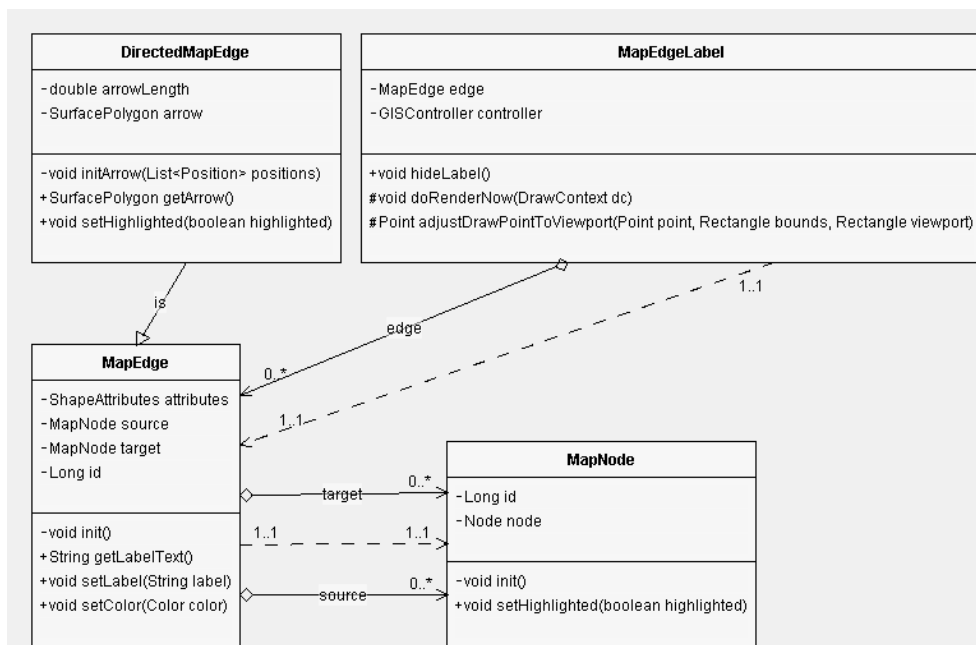 DirectedMapEdge
-double arrowLength
-SurfacePolygon arrow
-void initArrow(List<Position> positions)
+SurfacePolygon getArrow()
+void setHighlighted(boolean highlighted)
MapEdgeLabel
-MapEdge edge
-GISController controller
+void hideLabel()
#void doRenderNow(DrawContext dc)
#Point adjustDrawPointToViewport(Point point, Rectangle bounds, Rectangle viewport)
is
edge
0..*
1..1
1..1
MapEdge
-ShapeAttributes attributes
-MapNode source
-MapNode target
-Long id
-void init()
+String getLabelText()
+void setLabel(String label)
+void setColor(Color color)
target
0..*
1..1
1..1
source
0..*
MapNode
-Long id
-Node node
-void init()
+void setHighlighted(boolean highlighted)